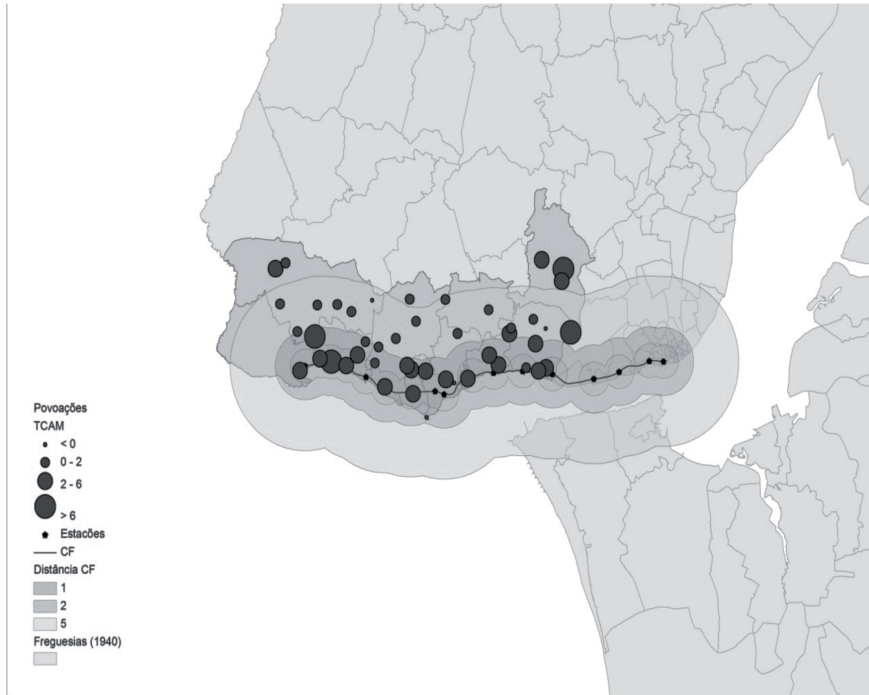 Povoações
TCAM
< 0
0 - 2
2 - 6
> 6
Estacões
CF
Distância CF
1
2
5
Freguesias (1940)